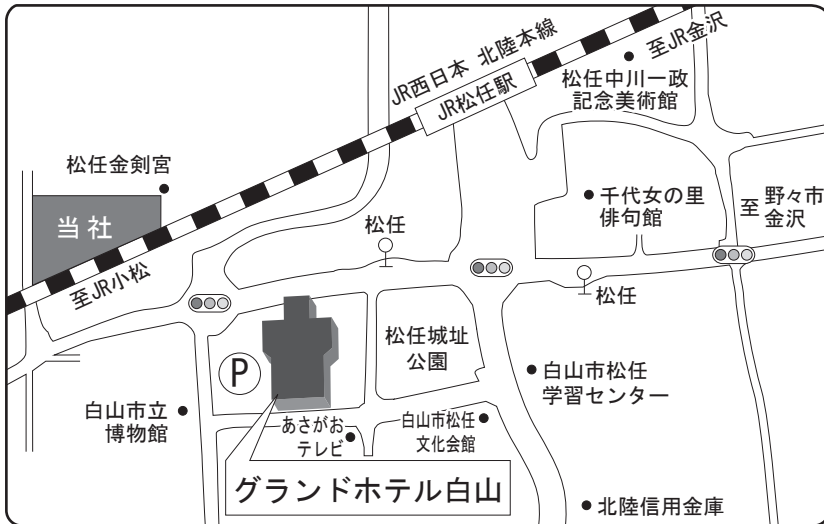 JR西日本 北陸本線
至JR金沢
JR松任駅
松任中川一政
記念美術館
松任金剣宮
当社
千代女の里
俳句館
至 野々市
金沢
松任
至JR小松
松任
松任城址
公園
P
白山市松任
学習センター
白山市立
博物館
あさがお
テレビ
白山市松任
文化会館
グランドホテル白山
北陸信用金庫